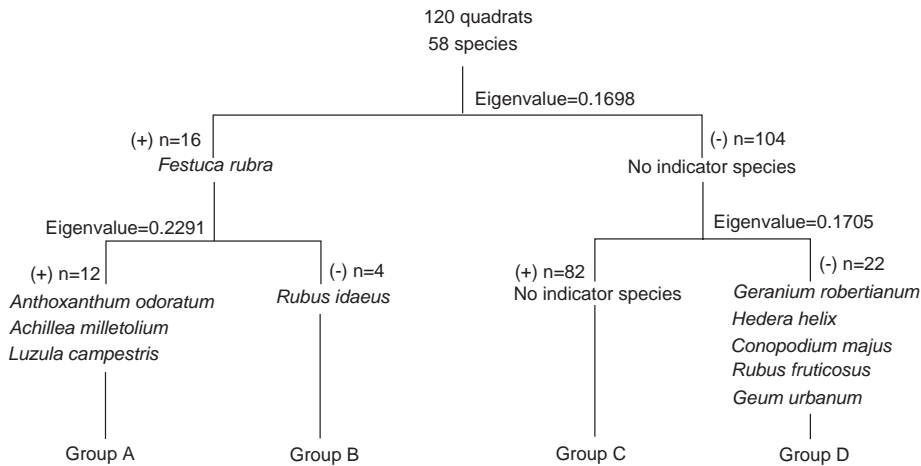 120 quadrats
58 species
Eigenvalue=0.1698
(+) n=16
Festuca rubra
(-) n=104
No indicator species
Eigenvalue=0.2291
Eigenvalue=0.1705
(+) n=12
Anthoxanthum odoratum
Achillea milletolium
Luzula campestris
(-) n=4
Rubus idaeus
(+) n=82
No indicator species
(-) n=22
Geranium robertianum
Hedera helix
Conopodium majus
Rubus fruticosus
Geum urbanum
Group A
Group B
Group C
Group D